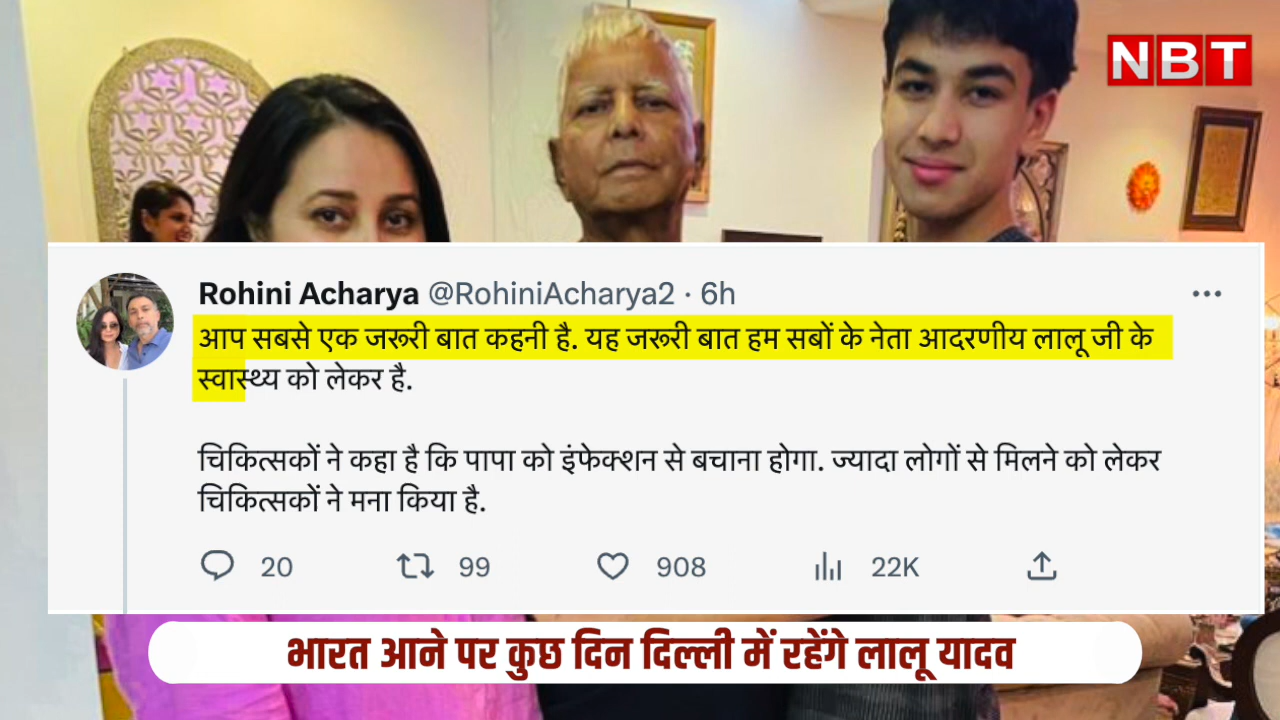 NBT
Rohini Acharya @RohiniAcharya2 · 6h
आप सबसे एक जरूरी बात कहनी है. यह जरूरी बात हम सबों के नेता आदरणीय लालू जी के
स्वास्थ्य को लेकर है.
चिकित्सकों ने कहा है कि पापा को इंफेक्शन से बचाना होगा. ज्यादा लोगों से मिलने को लेकर
चिकित्सकों ने मना किया है.
20 99 908 22K
भारत आने पर कुछ दिन दिल्ली में रहेंगे लालू यादव